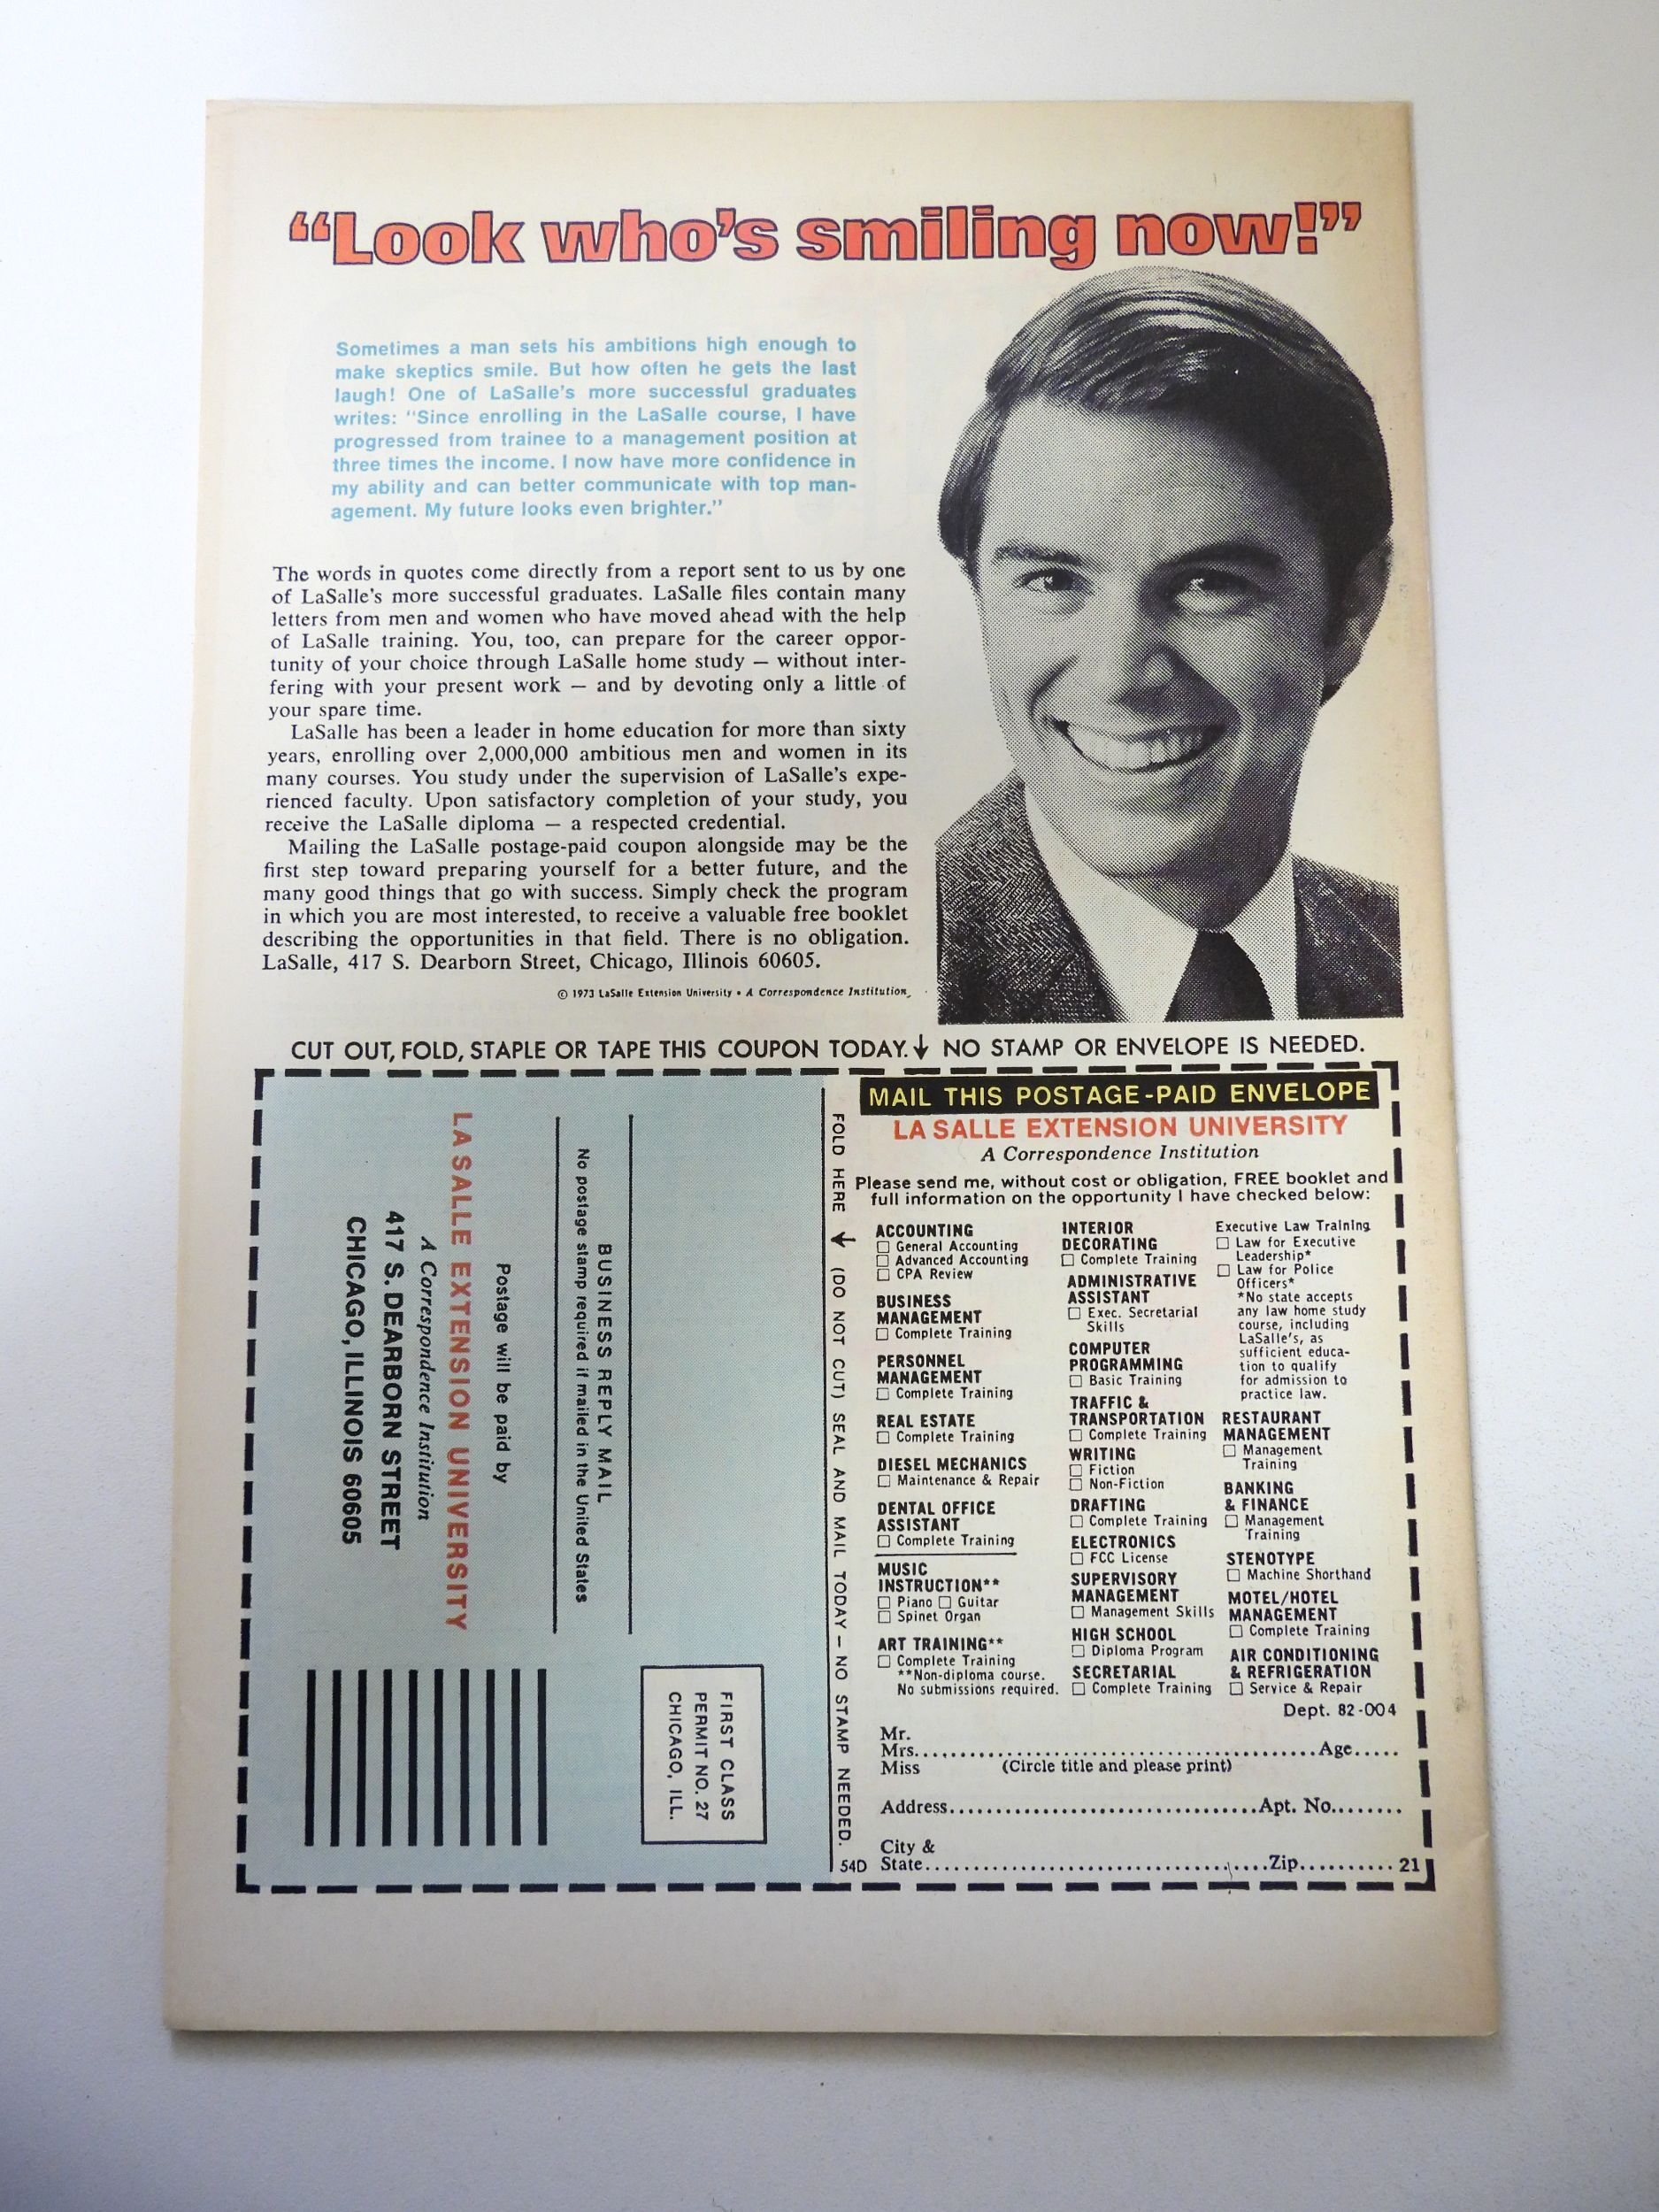 “Look who’s smiling now!”
Sometimes a man sets his ambitions high enough to
make skeptics smile. But how often he gets the last
laugh! One of LaSalle’s more successful graduates
writes: “Since enrolling in the LaSalle course, I have
progressed from trainee to a management position at
three times the income. I now have more confidence in
my ability and can better communicate with top man-
agement. My future looks even brighter.”
The words in quotes come directly from a report sent to us by one
of LaSalle's more successful graduates. LaSalle files contain many
letters from men and women who have moved ahead with the help
of LaSalle training. You, too, can prepare for the career oppor-
tunity of your choice through LaSalle home study — without inter-
fering with your present work — and by devoting only a little of
your spare time.
LaSalle has been a leader in home education for more than sixty
years, enrolling over 2,000,000 ambitious men and women in its
many courses. You study under the supervision of LaSalle's expe-
rienced faculty. Upon satisfactory completion of your study, you
receive the LaSalle diploma — a respected credential.
Mailing the LaSalle postage-paid coupon alongside may be the
first step toward preparing yourself for a better future, and the
many good things that go with success. Simply check the program
in which you are most interested, to receive a valuable free booklet
describing the opportunities in that field. There is no obligation.
LaSalle, 417 S. Dearborn Street, Chicago, Illinois 60605.
© 1973 LaSalle Extension University • A Correspondence Institution
CUT OUT, FOLD, STAPLE OR TAPE THIS COUPON TODAY. ↓ NO STAMP OR ENVELOPE IS NEEDED.
FIRST CLASS
PERMIT NO. 27
CHICAGO, ILL.
BUSINESS REPLY MAIL
No postage stamp required if mailed in the United States
Postage will be paid by
LA SALLE EXTENSION UNIVERSITY
A Correspondence Institution
417 S. DEARBORN STREET
CHICAGO, ILLINOIS 60605
FOLD HERE ↓ (DO NOT CUT) SEAL AND MAIL TODAY — NO STAMP NEEDED.
MAIL THIS POSTAGE-PAID ENVELOPE
LA SALLE EXTENSION UNIVERSITY
A Correspondence Institution
Please send me, without cost or obligation, FREE booklet and
full information on the opportunity I have checked below:
ACCOUNTING
☐ General Accounting
☐ Advanced Accounting
☐ CPA Review
BUSINESS
MANAGEMENT
☐ Complete Training
PERSONNEL
MANAGEMENT
☐ Complete Training
REAL ESTATE
☐ Complete Training
DIESEL MECHANICS
☐ Maintenance & Repair
DENTAL OFFICE
ASSISTANT
☐ Complete Training
MUSIC
INSTRUCTION**
☐ Piano ☐ Guitar
☐ Spinet Organ
ART TRAINING**
☐ Complete Training
**Non-diploma course.
No submissions required.
INTERIOR
DECORATING
☐ Complete Training
ADMINISTRATIVE
ASSISTANT
☐ Exec. Secretarial
Skills
COMPUTER
PROGRAMMING
☐ Basic Training
TRAFFIC &
TRANSPORTATION
☐ Complete Training
WRITING
☐ Fiction
☐ Non-Fiction
DRAFTING
☐ Complete Training
ELECTRONICS
☐ FCC License
SUPERVISORY
MANAGEMENT
☐ Management Skills
HIGH SCHOOL
☐ Diploma Program
SECRETARIAL
☐ Complete Training
Executive Law Training
☐ Law for Executive
Leadership*
☐ Law for Police
Officers*
*No state accepts
any law home study
course, including
LaSalle's, as
sufficient educa-
tion to qualify
for admission to
practice law.
RESTAURANT
MANAGEMENT
☐ Management
Training
BANKING
& FINANCE
☐ Management
Training
STENOTYPE
☐ Machine Shorthand
MOTEL/HOTEL
MANAGEMENT
☐ Complete Training
AIR CONDITIONING
& REFRIGERATION
☐ Service & Repair
Dept. 82-004
Mr.
Mrs. Age
Miss (Circle title and please print)
Address Apt. No.
City &
54D State Zip 21